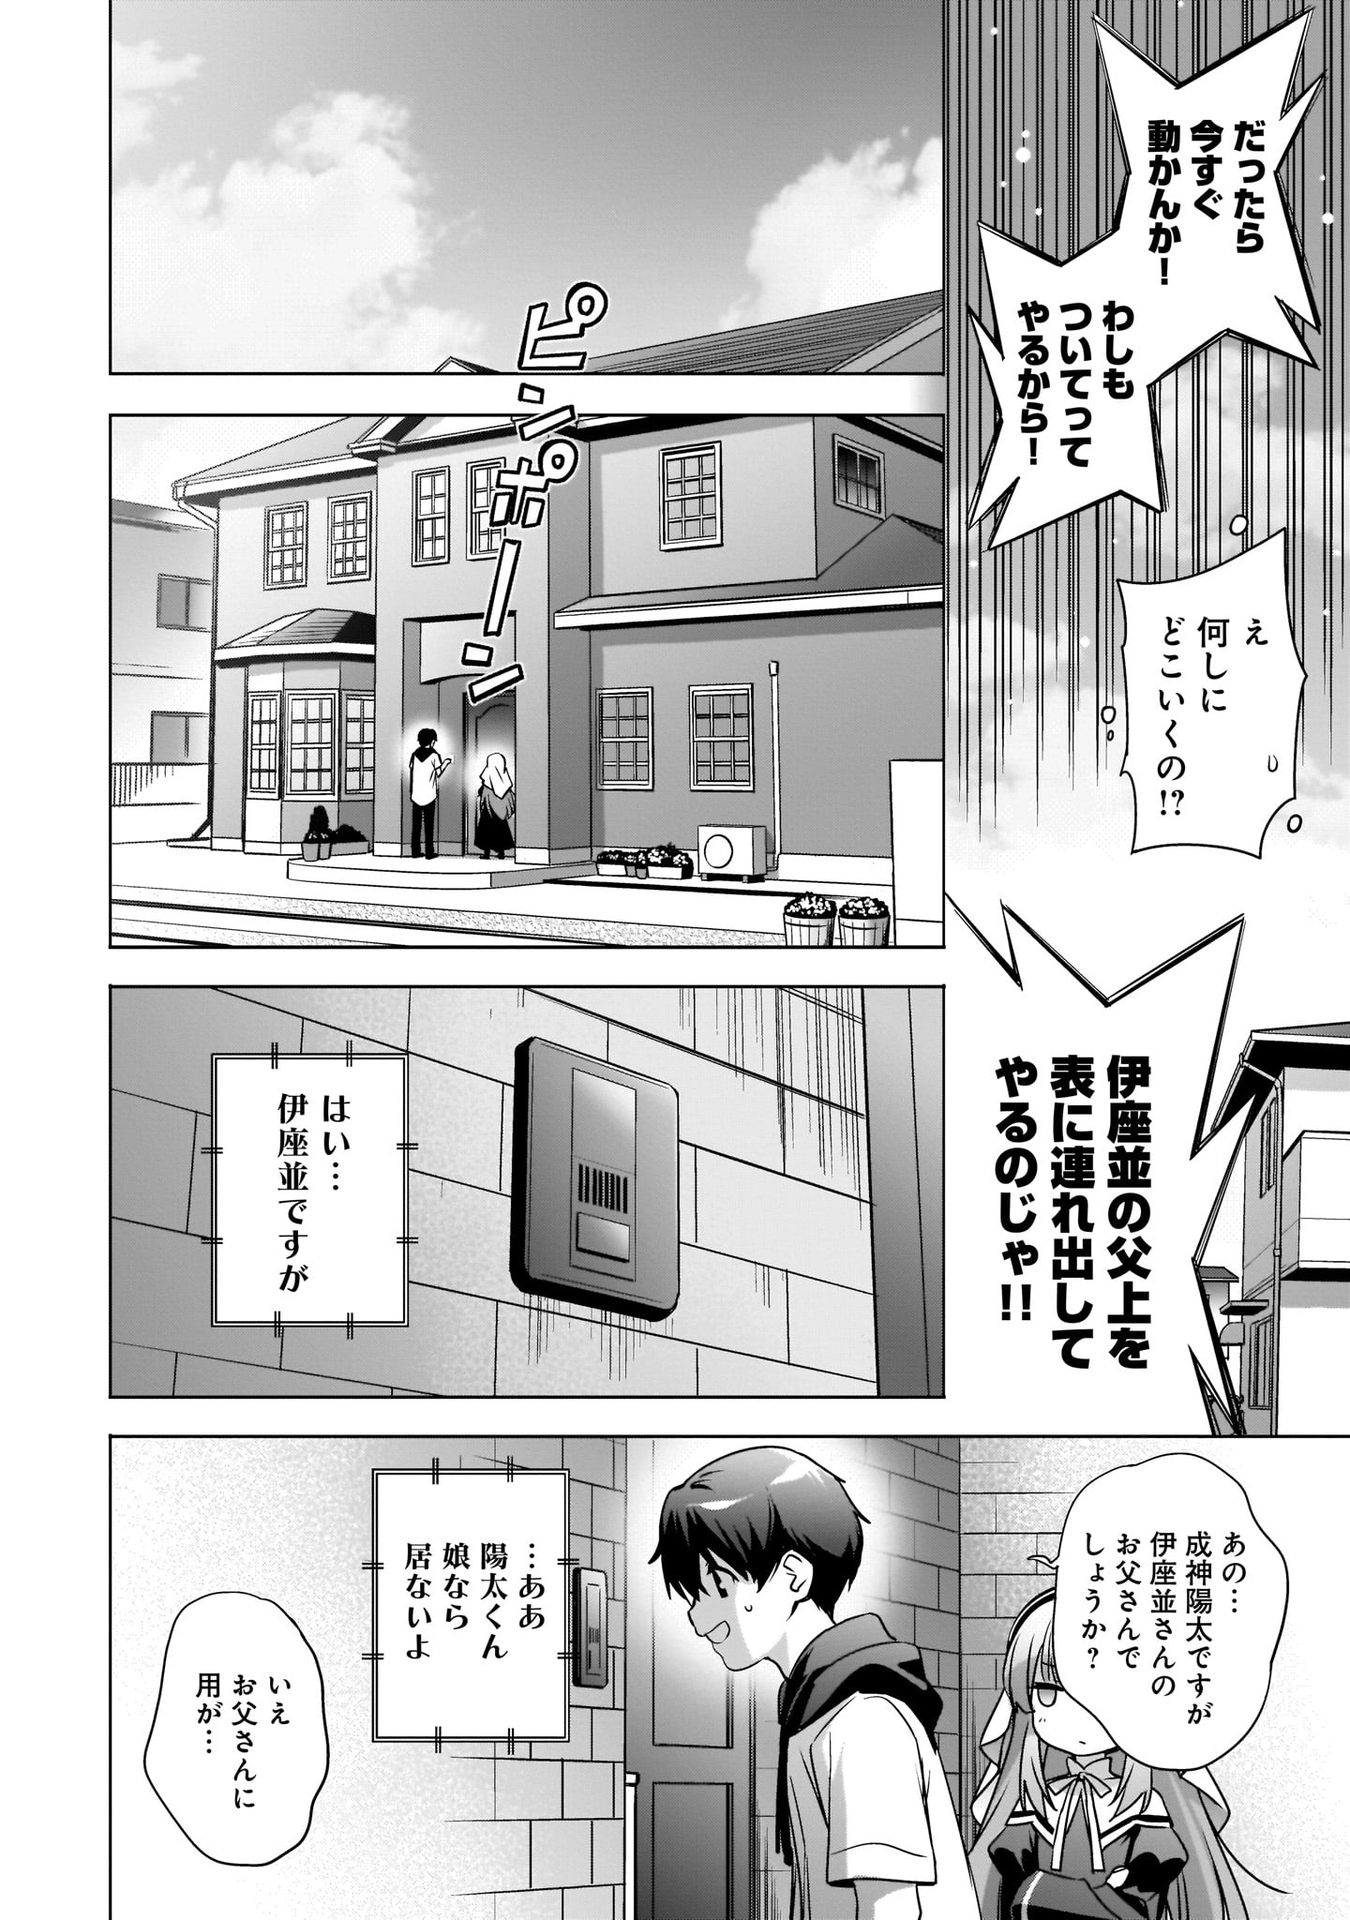 だったら
今すぐ
動かんか!
わしも
ついてって
やるから!
え
何しに
どこいくの!?
伊座並の父上を
表に連れ出して
やるのじゃ!!
ピンポーン
はい…
伊座並ですが
あの…
成神陽太ですが
伊座並さんの
お父さんで
しょうか?
…ああ
陽太くん
娘なら
居ないよ
いえ
お父さんに
用が…